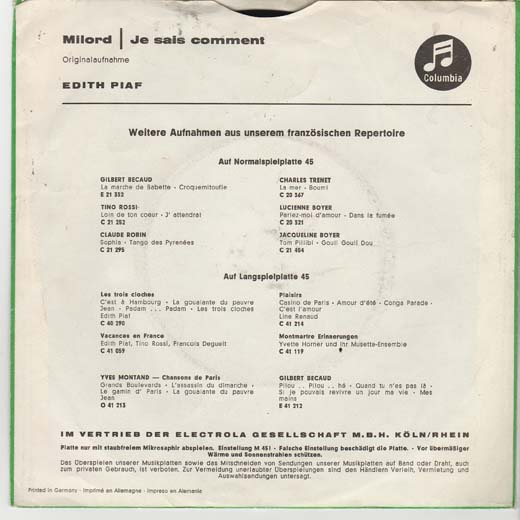 Milord | Je sais comment
Originalaufnahme
EDITH PIAF
Columbia
Weitere Aufnahmen aus unserem französischen Repertoire
Auf Normalspielplatte 45
GILBERT BECAUD
La marche de Babette · Croquemitoufle
E 21 352
TINO ROSSI
Loin de ton coeur · J' attendrai
C 21 252
CLAUDE ROBIN
Sophia · Tango des Pyrenées
C 21 295
CHARLES TRENET
La mer · Boum!
C 20 367
LUCIENNE BOYER
Parlez-moi d'amour · Dans la fumée
C 20 321
JACQUELINE BOYER
Tom Pillibi · Gouli Gouli Dou
C 21 454
Auf Langspielplatte 45
Les trois cloches
C'est à Hambourg · La goualante du pauvre
Jean · Padam . . . Padam · Les trois cloches
Edith Piaf
C 40 290
Vacances en France
Edith Piaf, Tino Rossi, Francois Deguelt
C 41 059
YVES MONTAND — Chansons de Paris
Grands Boulevards · L'assassin du dimanche ·
Le gamin d' Paris · La goualante du pauvre
Jean
O 41 213
Plaisirs
Casino de Paris · Amour d'été · Conga Parade ·
C'est l'amour
Line Renaud
C 41 214
Montmartre Erinnerungen
Yvette Horner und ihr Musette-Ensemble
C 41 119
GILBERT BECAUD
Pilou . . Pilou . . hé · Quand tu n'es pas là ·
Si je pouvais revivre un jour ma vie · Mes
mains
E 41 212
IM VERTRIEB DER ELECTROLA GESELLSCHAFT M.B.H. KÖLN/RHEIN
Platte nur mit staubfreiem Mikrosaphir abspielen. Einstellung M 45! · Falsche Einstellung beschädigt die Platte. · Vor übermäßiger
Wärme und Sonnenstrahlen schützen.
Das Überspielen unserer Musikplatten sowie das Mitschneiden von Sendungen unserer Musikplatten auf Band oder Draht, auch
zum privaten Gebrauch, ist verboten. Zur Vermeidung unerlaubter Überspielungen sind den Händlern Verleih, Vermietung und
Auswahlsendungen untersagt.
Printed in Germany · Imprimé en Allemagne · Impreso en Alemania